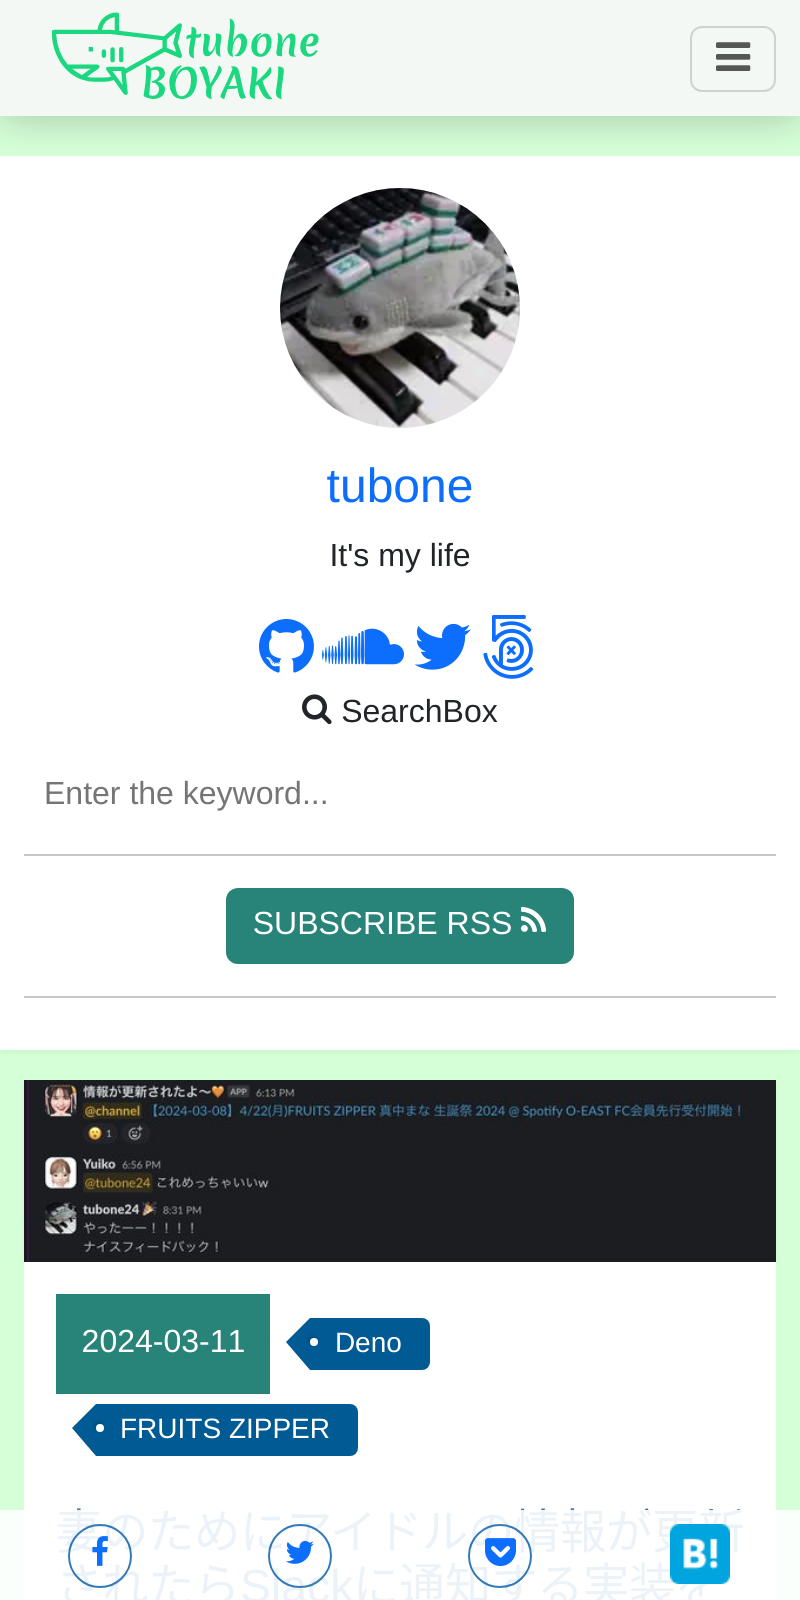 tubone
BOYAKI
tubone
It's my life
SearchBox
Enter the keyword...
SUBSCRIBE RSS
情報が更新されたよ〜🧡 APP 6:13 PM
@channel 【2024-03-08】4/22(月)FRUITS ZIPPER 真中まな 生誕祭 2024 @ Spotify O-EAST FC会員先行受付開始！
😮 1
Yuiko 6:56 PM
@tubone24 これめっちゃいいw
tubone24 🎉 8:31 PM
やったーー！！！！
ナイスフィードバック！
2024-03-11
Deno
FRUITS ZIPPER
妻のためにアイドルの情報が更新
されたらSlackに通知する実装を
B!